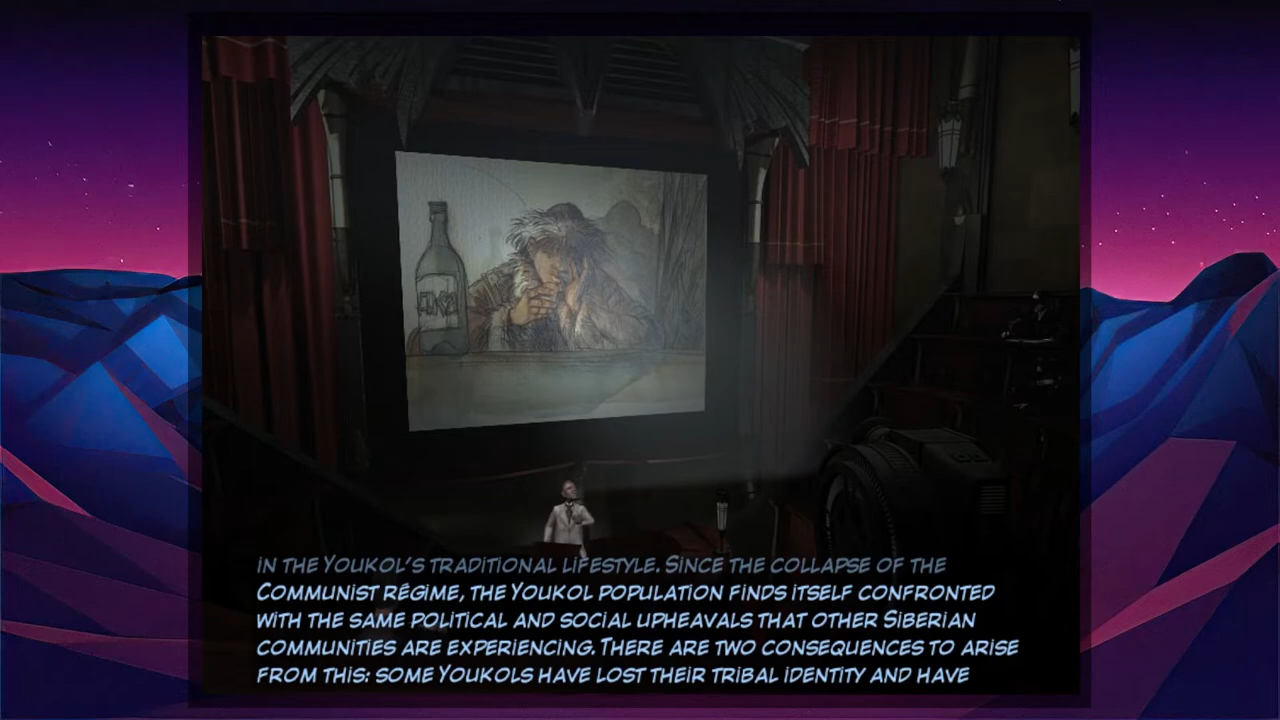 in the Youkol's traditional lifestyle. Since the collapse of the
Communist régime, the Youkol population finds itself confronted
with the same political and social upheavals that other Siberian
communities are experiencing. There are two consequences to arise
from this: some Youkols have lost their tribal identity and have